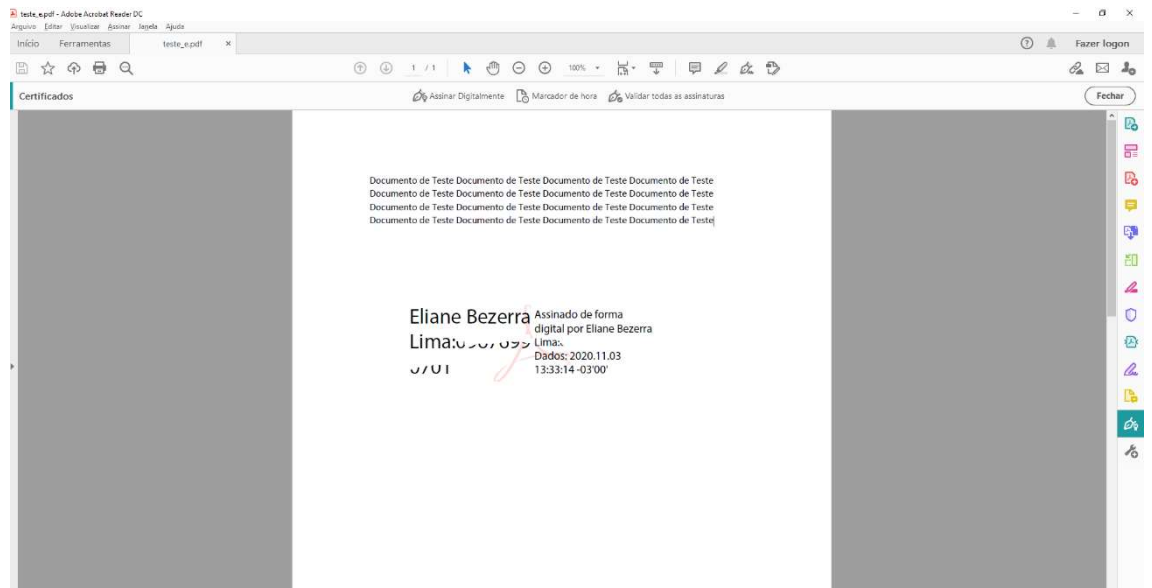 teste_e.pdf - Adobe Acrobat Reader DC
Arquivo Editar Visualizar Assinar Janela Ajuda
Início Ferramentas teste_e.pdf × Fazer logon
1 / 1 100%
Certificados Assinar Digitalmente Marcador de hora Validar todas as assinaturas Fechar
Documento de Teste Documento de Teste Documento de Teste Documento de Teste
Documento de Teste Documento de Teste Documento de Teste Documento de Teste
Documento de Teste Documento de Teste Documento de Teste Documento de Teste
Documento de Teste Documento de Teste Documento de Teste Documento de Teste
Eliane Bezerra
Lima:
Assinado de forma
digital por Eliane Bezerra
Lima:
Dados: 2020.11.03
13:33:14 -03'00'